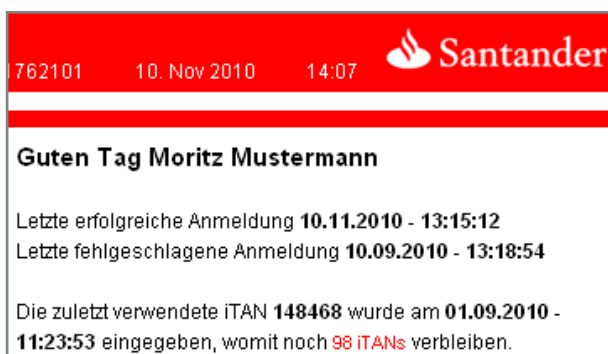 762101 10. Nov 2010 14:07 Santander
Guten Tag Moritz Mustermann
Letzte erfolgreiche Anmeldung 10.11.2010 - 13:15:12
Letzte fehlgeschlagene Anmeldung 10.09.2010 - 13:18:54
Die zuletzt verwendete iTAN 148468 wurde am 01.09.2010 -
11:23:53 eingegeben, womit noch 98 iTANs verbleiben.